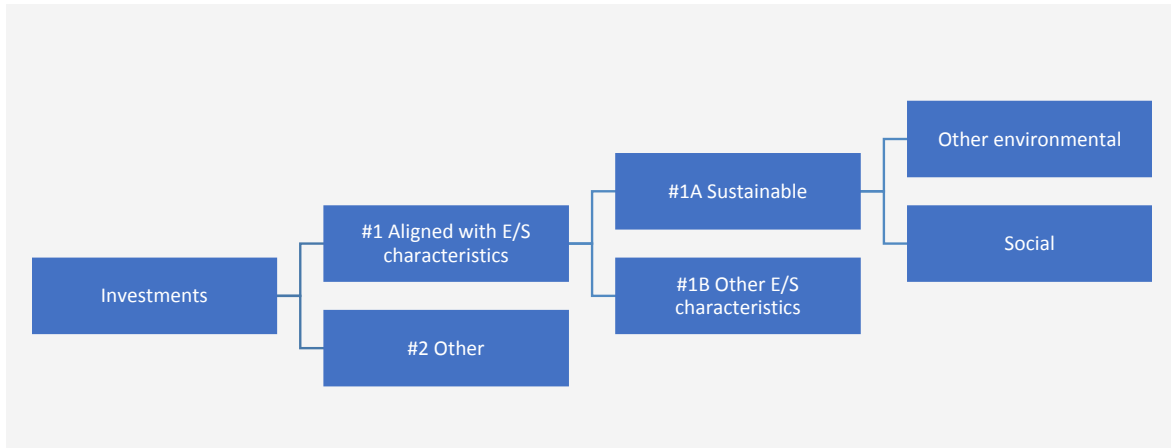 Investments
#1 Aligned with E/S
characteristics
#2 Other
#1A Sustainable
#1B Other E/S
characteristics
Other environmental
Social